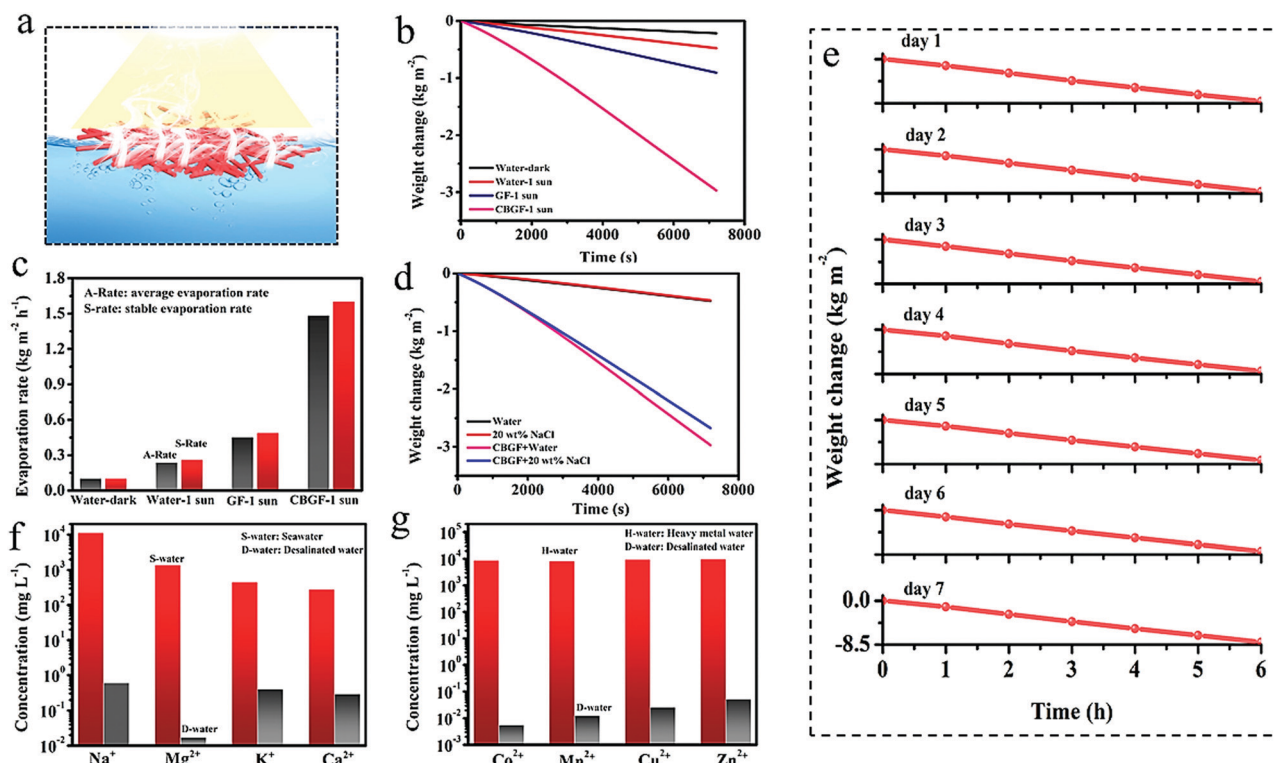 a
b
0
-1
-2
-3
Weight change (kg m⁻²)
Water-dark
Water-1 sun
GF-1 sun
CBGF-1 sun
0 2000 4000 6000 8000
Time (s)
c
1.8
1.5
1.2
0.9
0.6
0.3
0.0
Evaporation rate (kg m⁻² h⁻¹)
A-Rate: average evaporation rate
S-rate: stable evaporation rate
S-Rate
A-Rate
Water-dark Water-1 sun GF-1 sun CBGF-1 sun
d
0
-1
-2
-3
Weight change (kg m⁻²)
Water
20 wt% NaCl
CBGF+Water
CBGF+20 wt% NaCl
0 2000 4000 6000 8000
Time (s)
e
day 1
day 2
day 3
day 4
day 5
day 6
day 7
0.0
-8.5
Weight change (kg m⁻²)
0 1 2 3 4 5 6
Time (h)
f
10⁴
10³
10²
10¹
10⁰
10⁻¹
10⁻²
Concentration (mg L⁻¹)
S-water: Seawater
D-water: Desalinated water
S-water
D-water
Na⁺ Mg²⁺ K⁺ Ca²⁺
g
10⁵
10⁴
10³
10²
10¹
10⁰
10⁻¹
10⁻²
10⁻³
Concentration (mg L⁻¹)
H-water: Heavy metal water
D-water: Desalinated water
H-water
D-water
Co²⁺ Mn²⁺ Cu²⁺ Zn²⁺